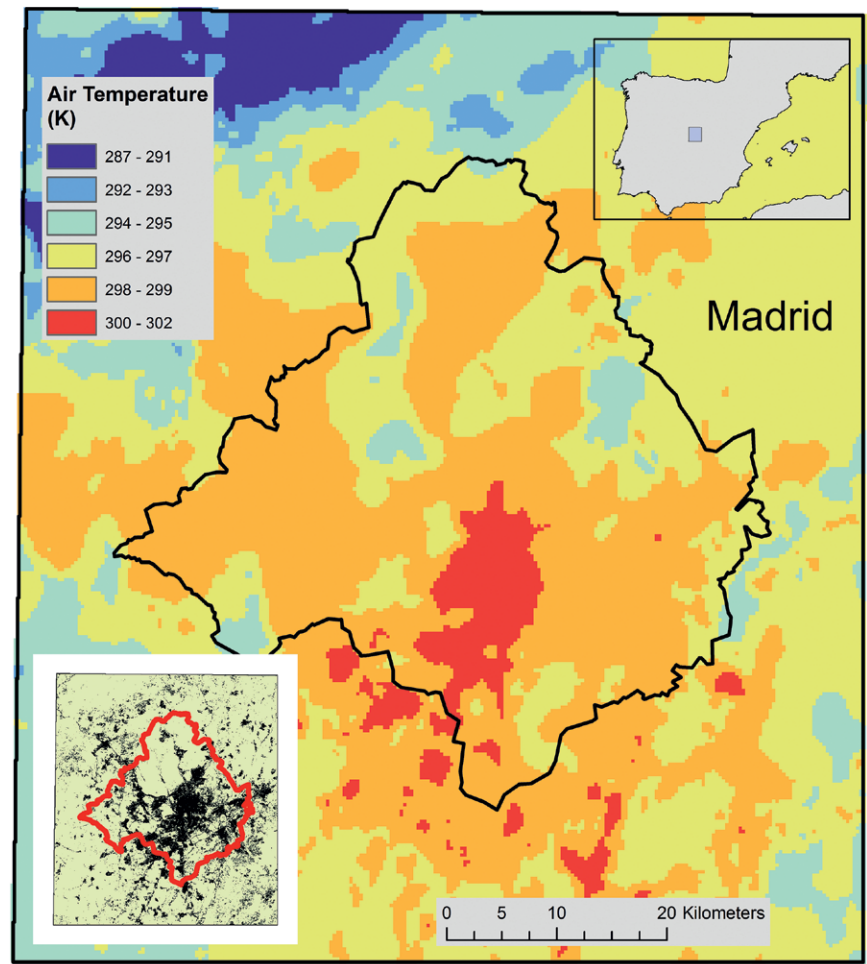 Air Temperature
(K)
287 - 291
292 - 293
294 - 295
296 - 297
298 - 299
300 - 302
Madrid
0 5 10 20 Kilometers